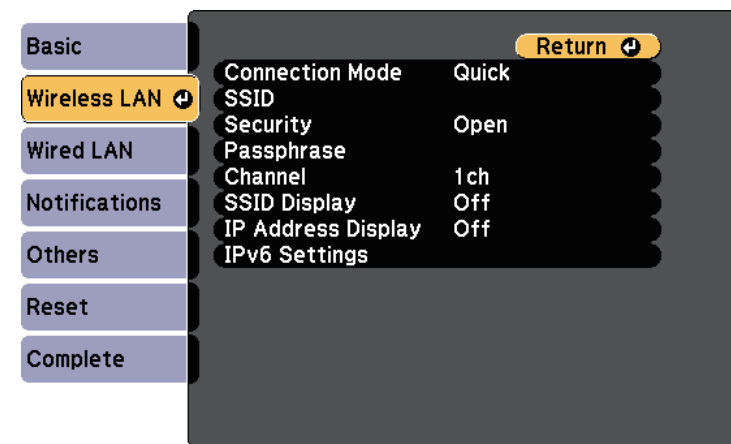 Basic
Wireless LAN
Wired LAN
Notifications
Others
Reset
Complete
Return
Connection Mode Quick
SSID
Security Open
Passphrase
Channel 1ch
SSID Display Off
IP Address Display Off
IPv6 Settings